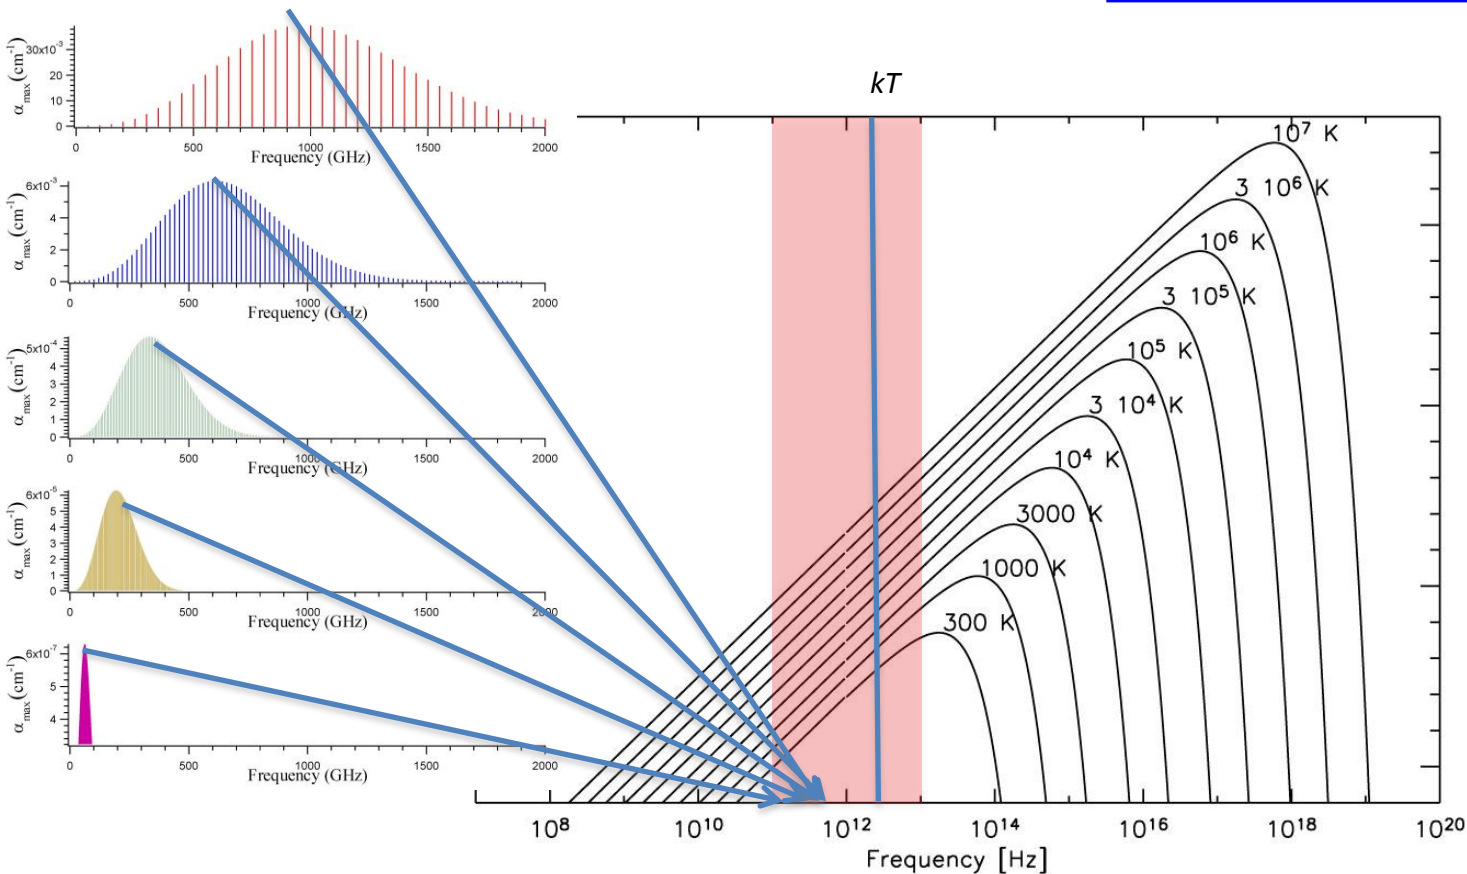 α max (cm⁻¹)
30x10⁻³
20
10
0
0 500 1000 1500 2000
Frequency (GHz)
α max (cm⁻¹)
6x10⁻³
4
2
0
0 500 1000 1500 2000
Frequency (GHz)
α max (cm⁻¹)
5x10⁻⁴
4
3
2
1
0
0 500 1000 1500 2000
Frequency (GHz)
α max (cm⁻¹)
6x10⁻⁵
5
4
3
2
1
0
0 500 1000 1500 2000
Frequency (GHz)
α max (cm⁻¹)
6x10⁻⁷
5
4
0 500 1000 1500 2000
Frequency (GHz)
kT
10⁷ K
3 10⁶ K
10⁶ K
3 10⁵ K
10⁵ K
3 10⁴ K
10⁴ K
3000 K
1000 K
300 K
10⁸ 10¹⁰ 10¹² 10¹⁴ 10¹⁶ 10¹⁸ 10²⁰
Frequency [Hz]